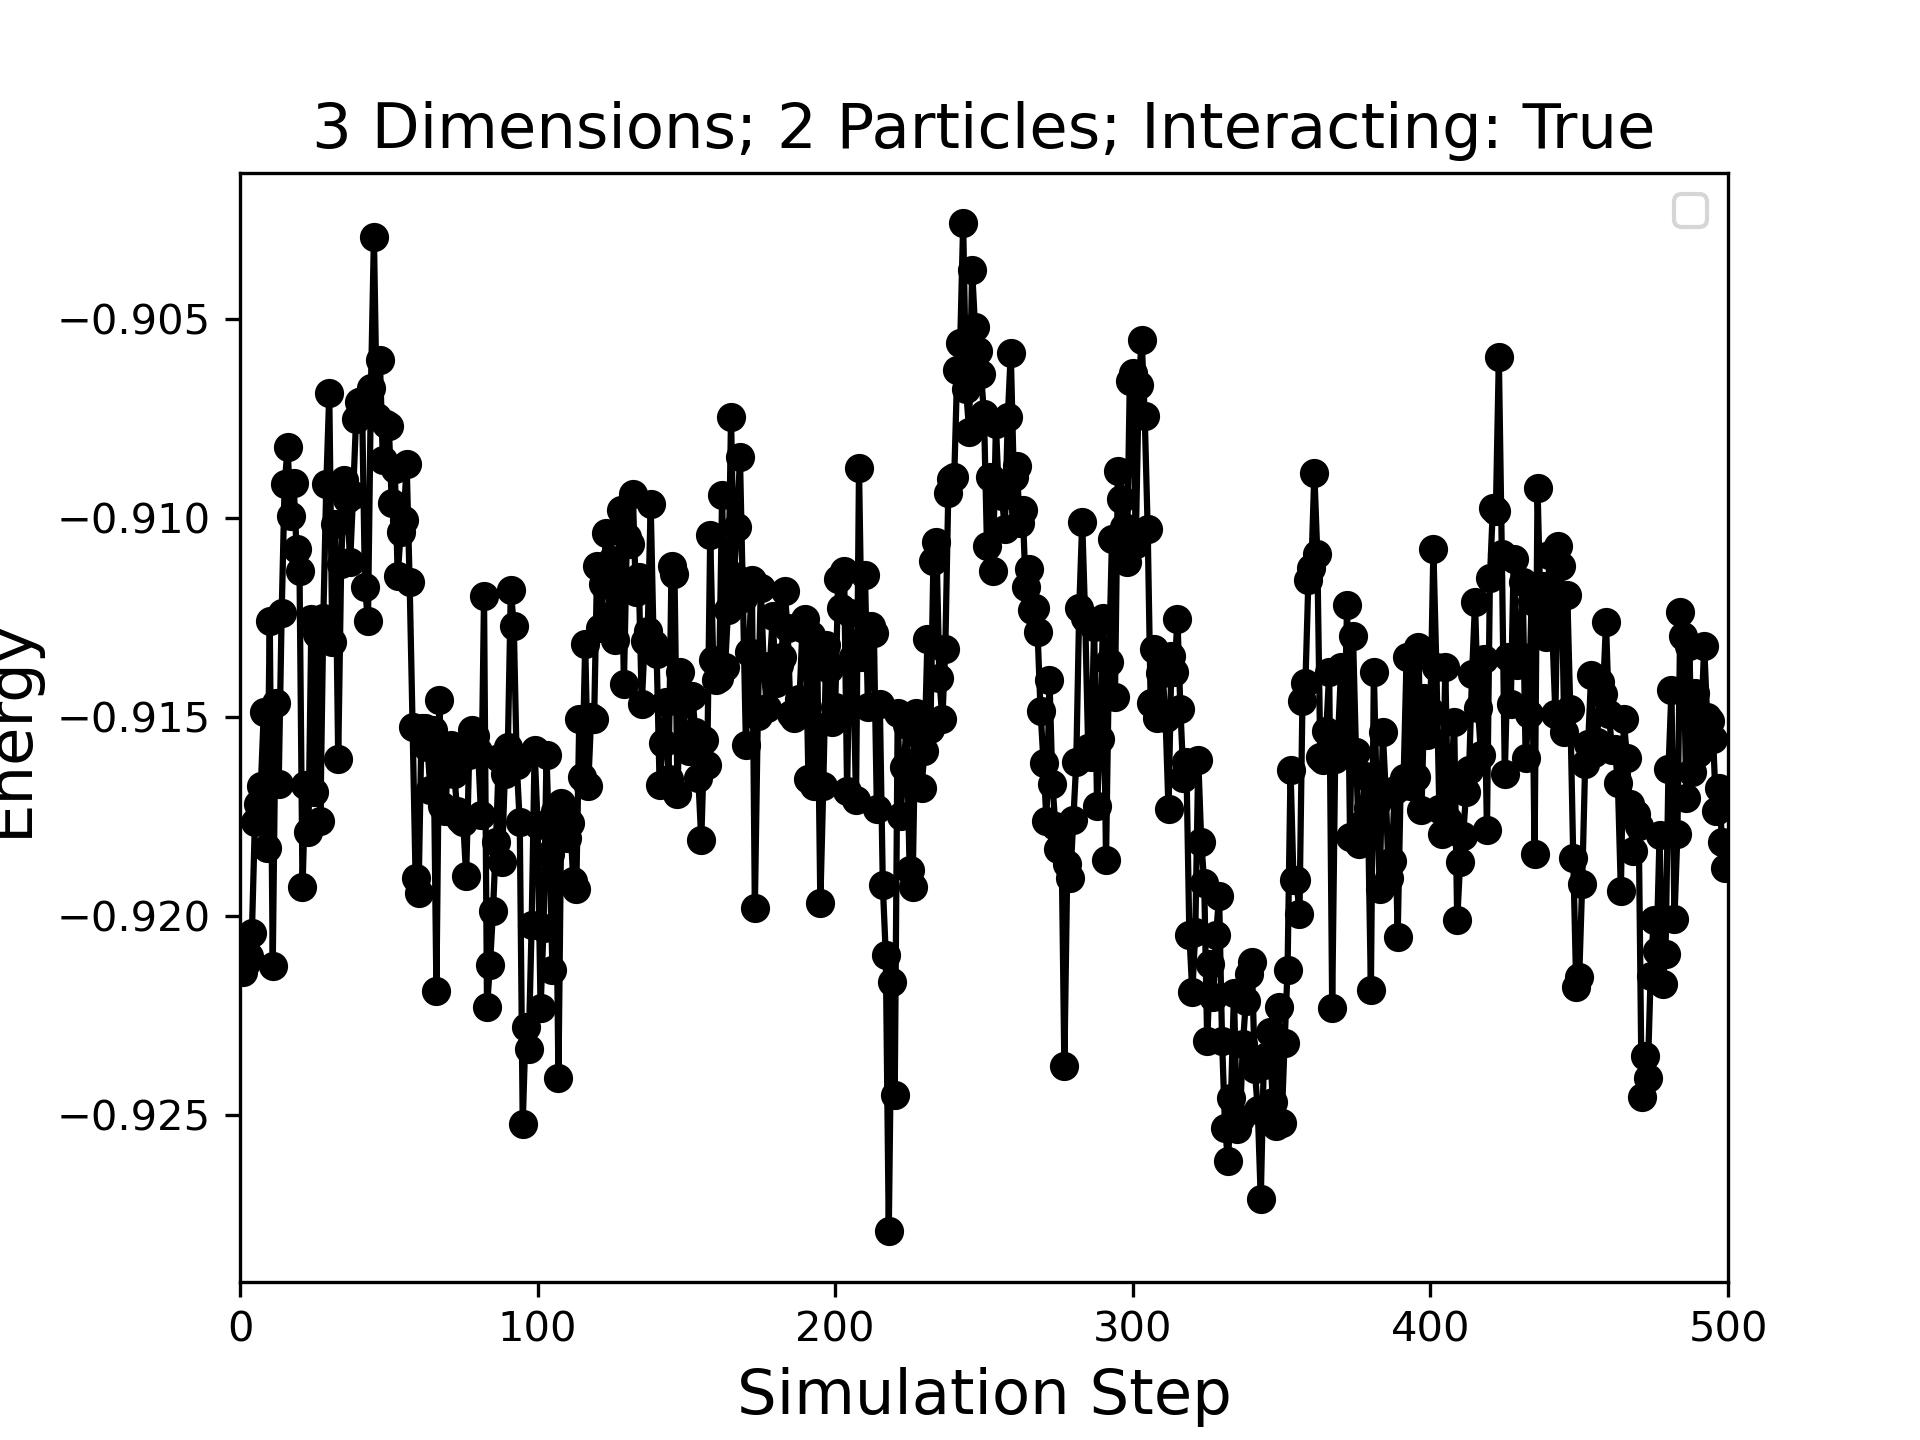 3 Dimensions; 2 Particles; Interacting: True
Energy
−0.905
−0.910
−0.915
−0.920
−0.925
0 100 200 300 400 500
Simulation Step